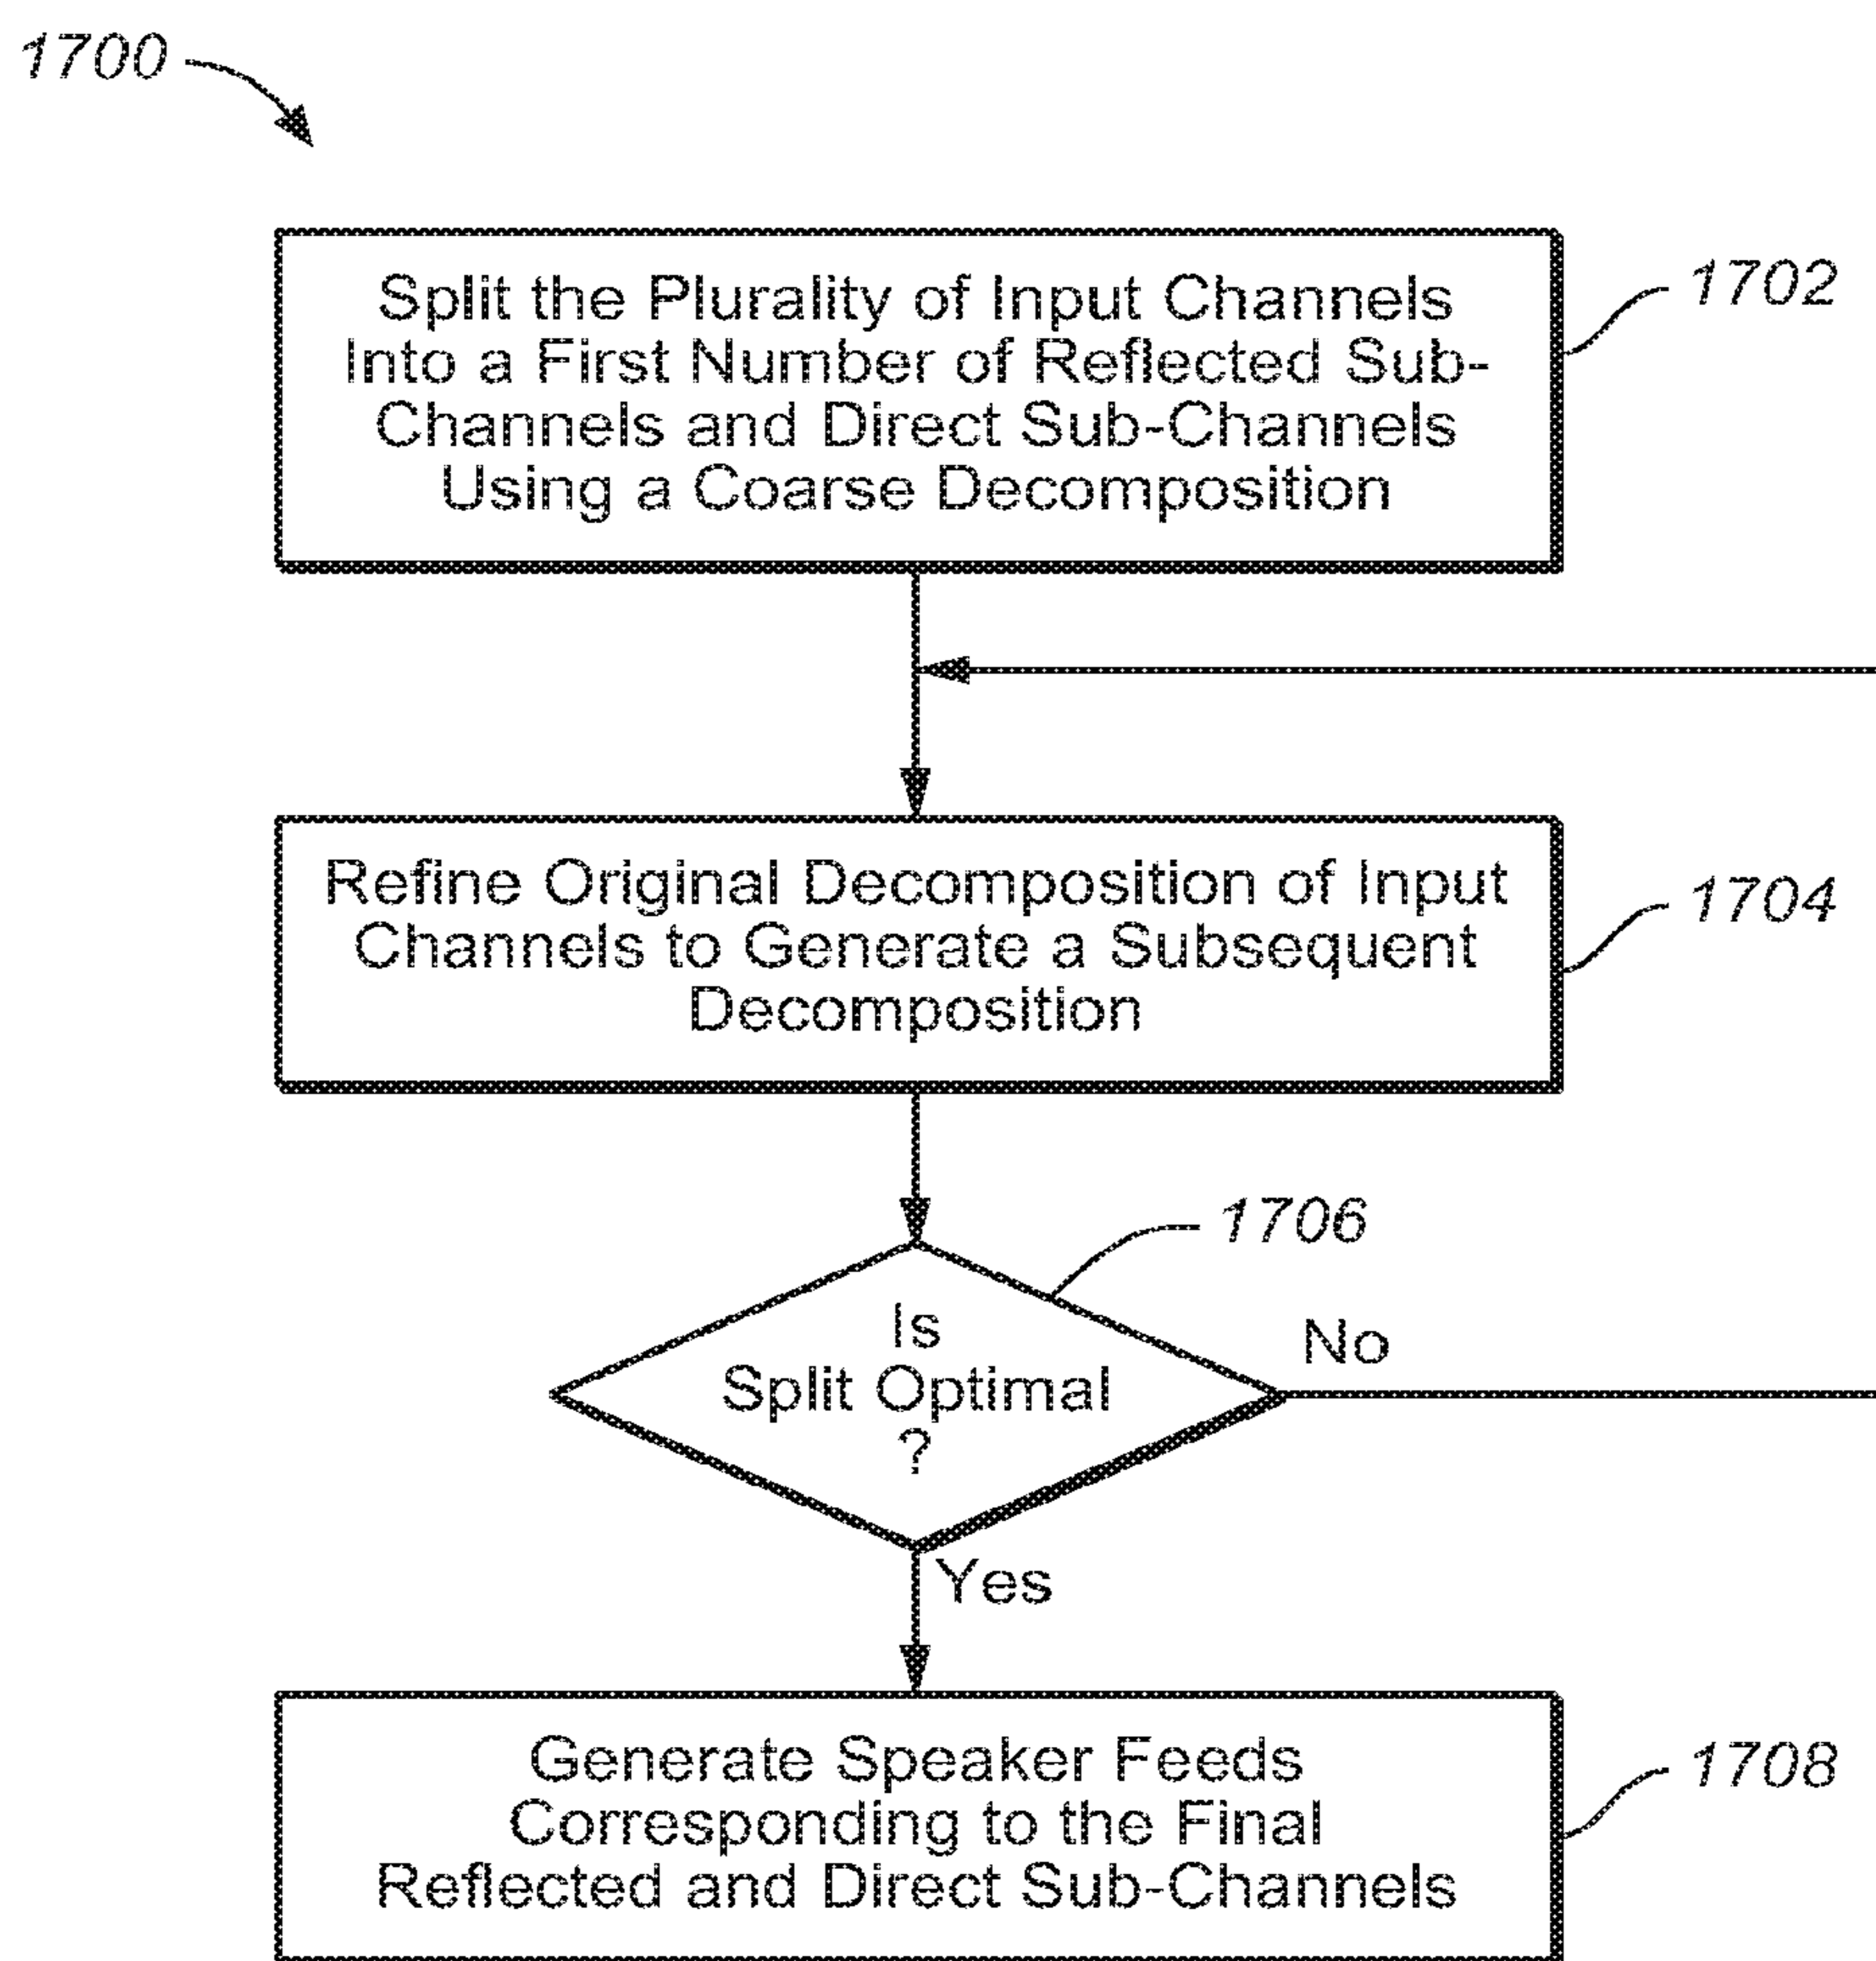 1700
Split the Plurality of Input Channels
Into a First Number of Reflected Sub-
Channels and Direct Sub-Channels
Using a Coarse Decomposition
1702
Refine Original Decomposition of Input
Channels to Generate a Subsequent
Decomposition
1704
1706
Is
Split Optimal
?
No
Yes
Generate Speaker Feeds
Corresponding to the Final
Reflected and Direct Sub-Channels
1708